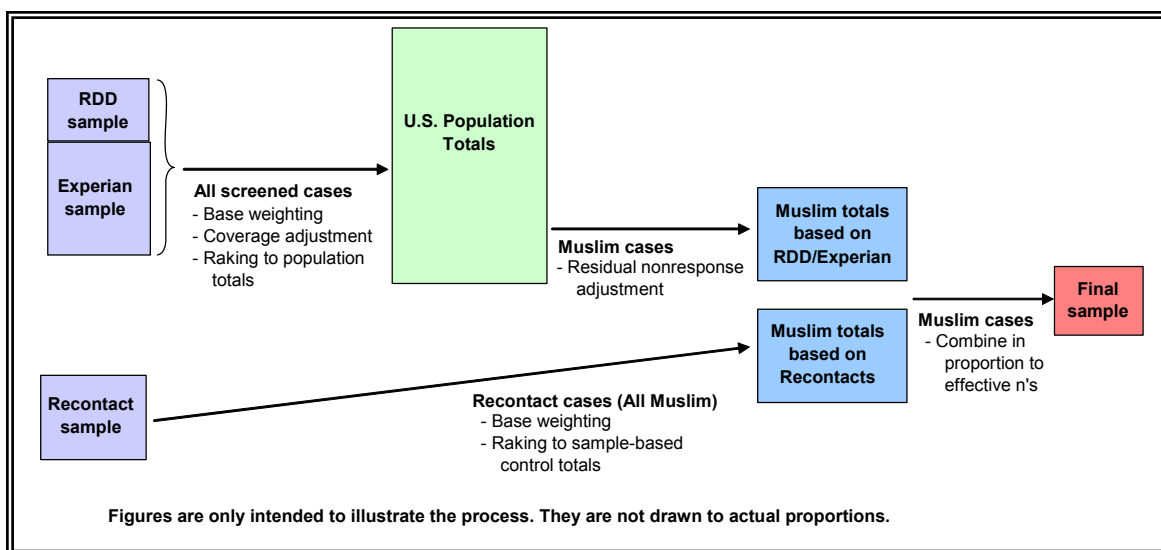 RDD
sample
Experian
sample
All screened cases
- Base weighting
- Coverage adjustment
- Raking to population
totals
U.S. Population
Totals
Muslim cases
- Residual nonresponse
adjustment
Muslim totals
based on
RDD/Experian
Muslim totals
based on
Recontacts
Muslim cases
- Combine in
proportion to
effective n's
Final
sample
Recontact
sample
Recontact cases (All Muslim)
- Base weighting
- Raking to sample-based
control totals
Figures are only intended to illustrate the process. They are not drawn to actual proportions.